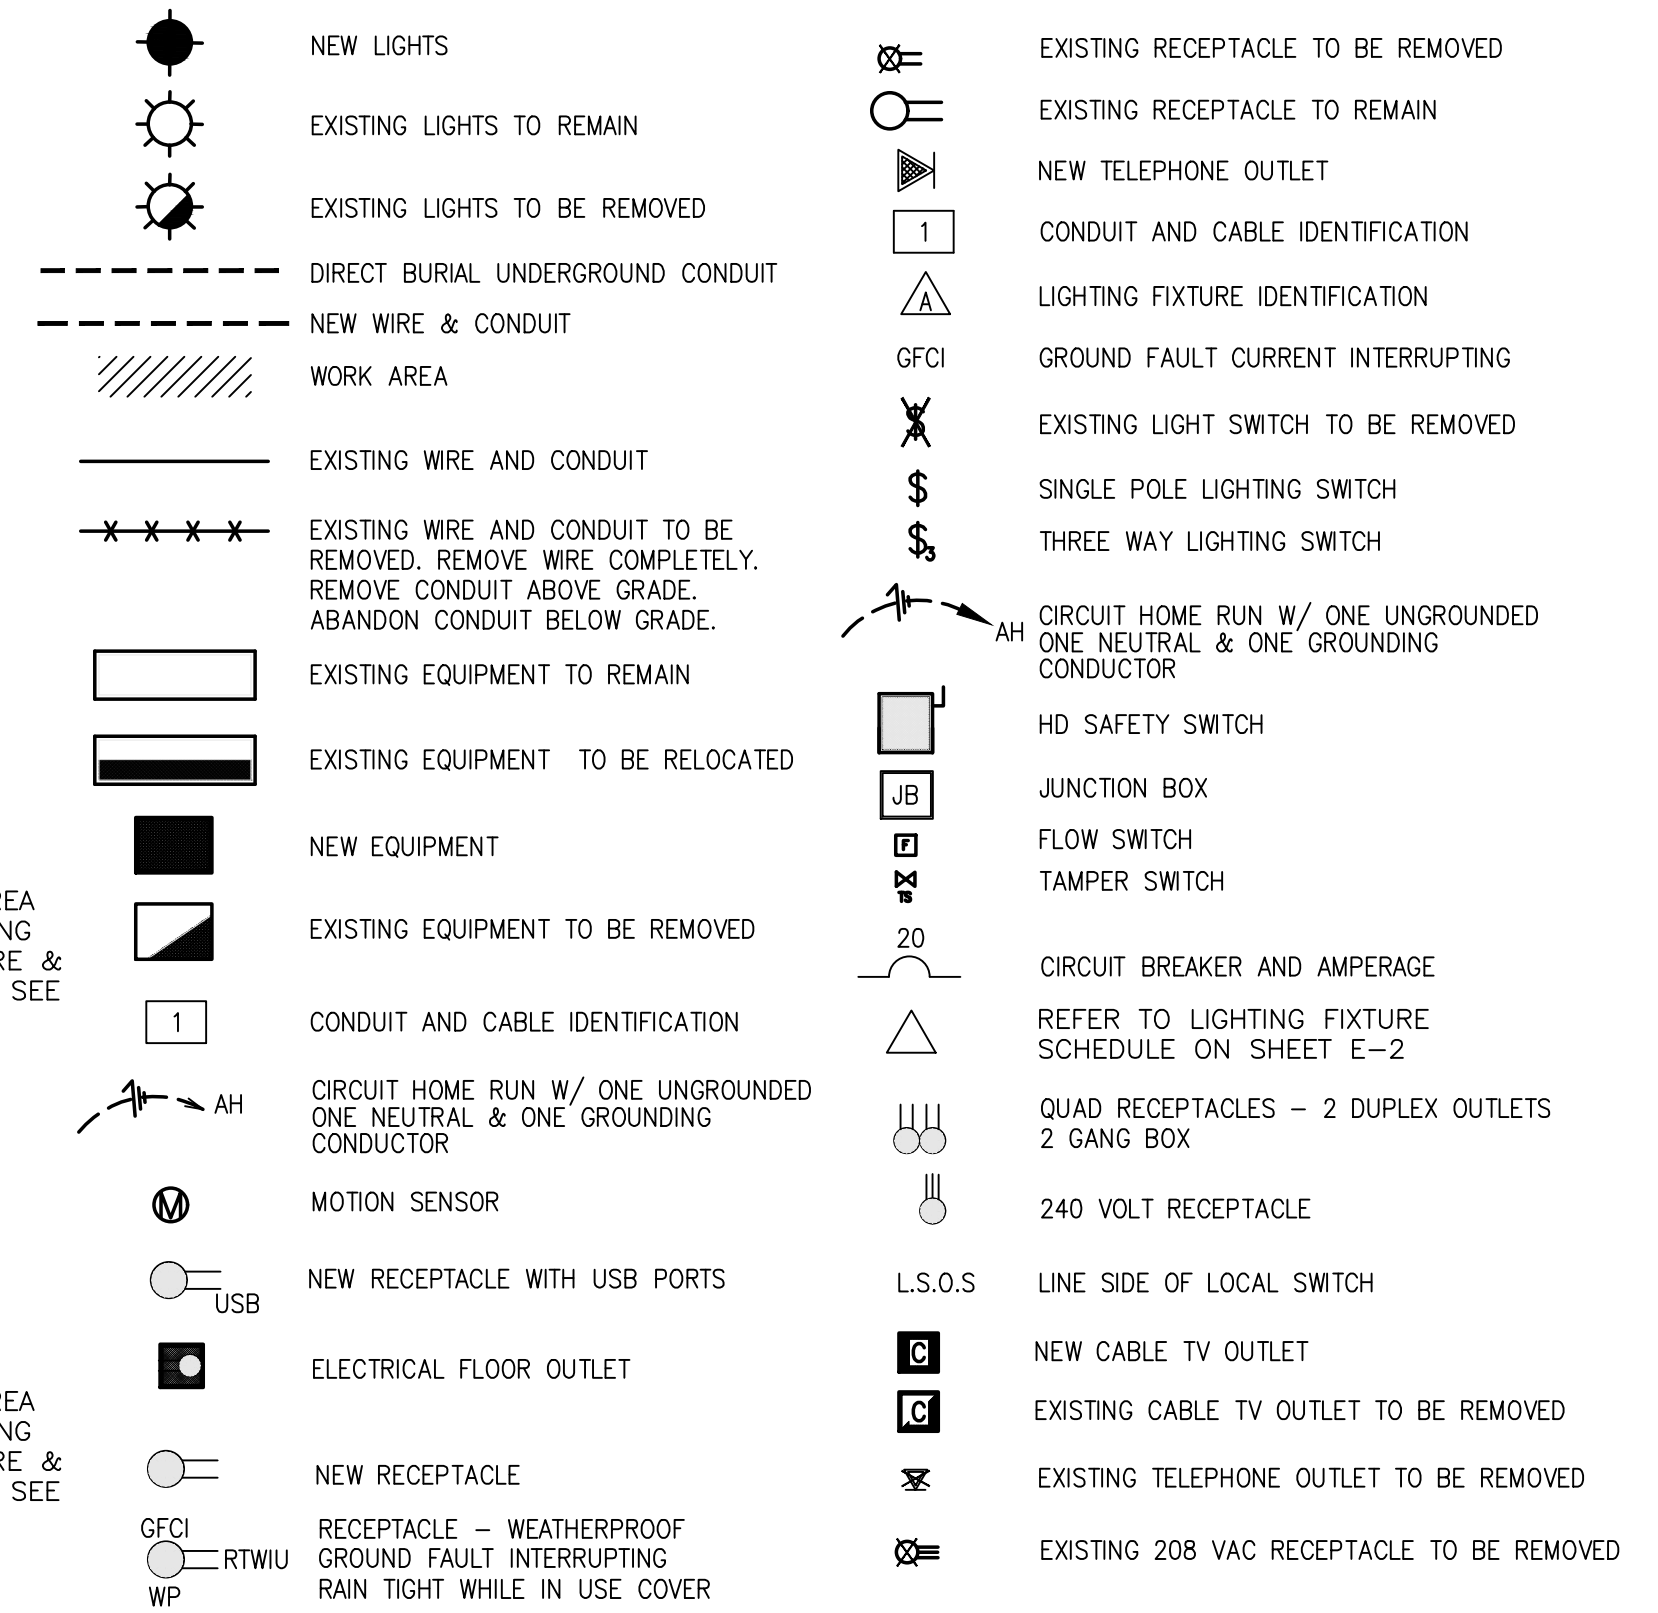 NEW LIGHTS
EXISTING LIGHTS TO REMAIN
EXISTING LIGHTS TO BE REMOVED
DIRECT BURIAL UNDERGROUND CONDUIT
NEW WIRE & CONDUIT
WORK AREA
EXISTING WIRE AND CONDUIT
EXISTING WIRE AND CONDUIT TO BE
REMOVED. REMOVE WIRE COMPLETELY.
REMOVE CONDUIT ABOVE GRADE.
ABANDON CONDUIT BELOW GRADE.
EXISTING EQUIPMENT TO REMAIN
EXISTING EQUIPMENT TO BE RELOCATED
NEW EQUIPMENT
REA
NG
RE &
SEE
EXISTING EQUIPMENT TO BE REMOVED
1 CONDUIT AND CABLE IDENTIFICATION
AH CIRCUIT HOME RUN W/ ONE UNGROUNDED
ONE NEUTRAL & ONE GROUNDING
CONDUCTOR
M MOTION SENSOR
NEW RECEPTACLE WITH USB PORTS
USB
ELECTRICAL FLOOR OUTLET
REA
NG
RE &
SEE
NEW RECEPTACLE
GFCI RECEPTACLE – WEATHERPROOF
RTWIU GROUND FAULT INTERRUPTING
WP RAIN TIGHT WHILE IN USE COVER
EXISTING RECEPTACLE TO BE REMOVED
EXISTING RECEPTACLE TO REMAIN
NEW TELEPHONE OUTLET
1 CONDUIT AND CABLE IDENTIFICATION
A LIGHTING FIXTURE IDENTIFICATION
GFCI GROUND FAULT CURRENT INTERRUPTING
$ EXISTING LIGHT SWITCH TO BE REMOVED
$ SINGLE POLE LIGHTING SWITCH
$3 THREE WAY LIGHTING SWITCH
AH CIRCUIT HOME RUN W/ ONE UNGROUNDED
ONE NEUTRAL & ONE GROUNDING
CONDUCTOR
HD SAFETY SWITCH
JB JUNCTION BOX
F FLOW SWITCH
TS TAMPER SWITCH
20
CIRCUIT BREAKER AND AMPERAGE
REFER TO LIGHTING FIXTURE
SCHEDULE ON SHEET E–2
QUAD RECEPTACLES – 2 DUPLEX OUTLETS
2 GANG BOX
240 VOLT RECEPTACLE
L.S.O.S LINE SIDE OF LOCAL SWITCH
C NEW CABLE TV OUTLET
C EXISTING CABLE TV OUTLET TO BE REMOVED
EXISTING TELEPHONE OUTLET TO BE REMOVED
EXISTING 208 VAC RECEPTACLE TO BE REMOVED